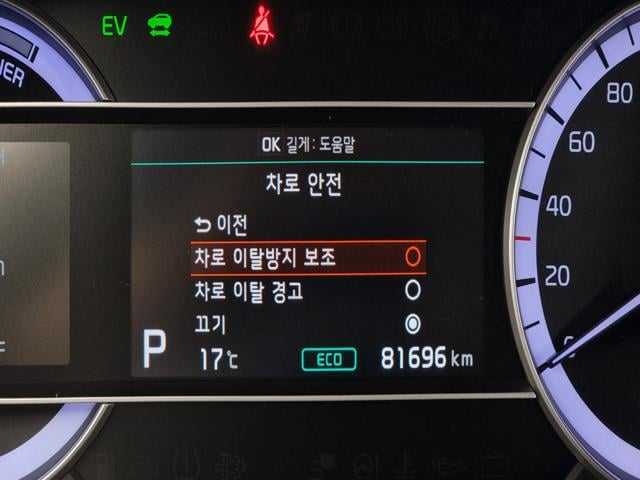 EV
WER
80
60
40
20
OK 길게 : 도움말
차로 안전
이전
차로 이탈방지 보조
차로 이탈 경고
끄기
P
17℃
ECO
81696 km